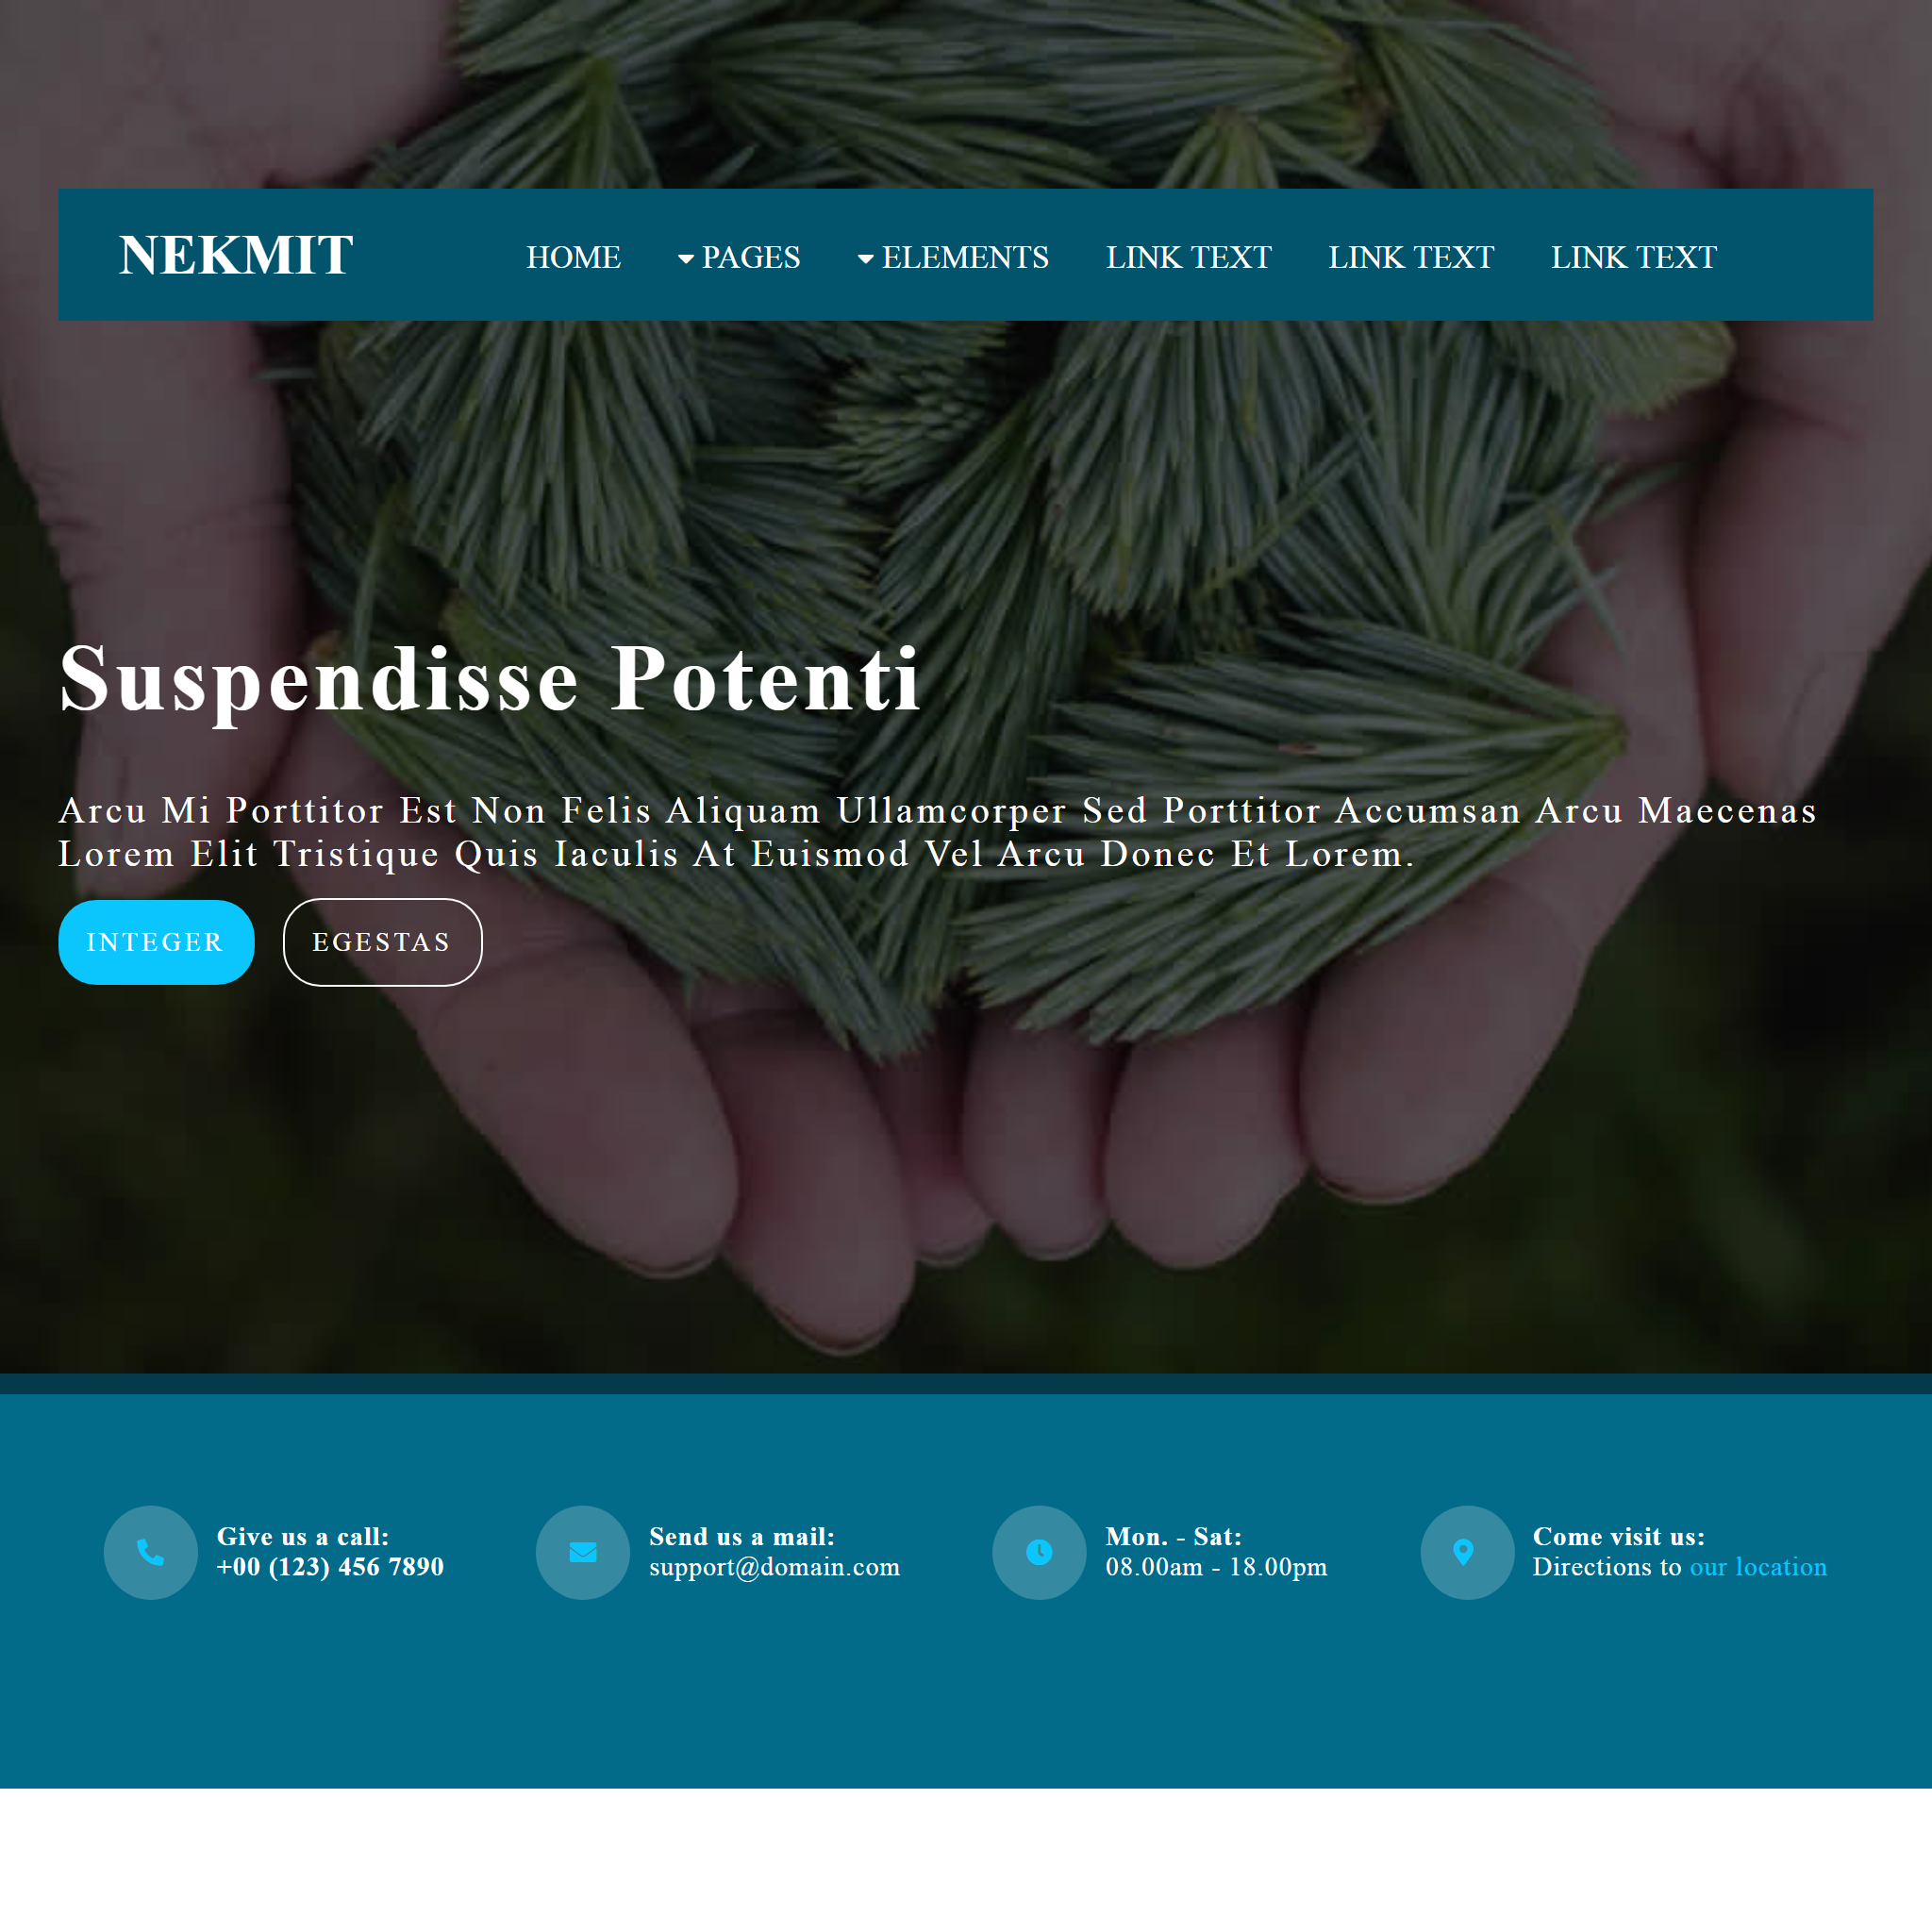 NEKMIT
HOME PAGES ELEMENTS LINK TEXT LINK TEXT LINK TEXT
Suspendisse Potenti
Arcu Mi Porttitor Est Non Felis Aliquam Ullamcorper Sed Porttitor Accumsan Arcu Maecenas
Lorem Elit Tristique Quis Iaculis At Euismod Vel Arcu Donec Et Lorem.
INTEGER EGESTAS
Give us a call:
+00 (123) 456 7890
Send us a mail:
support@domain.com
Mon. - Sat:
08.00am - 18.00pm
Come visit us:
Directions to our location